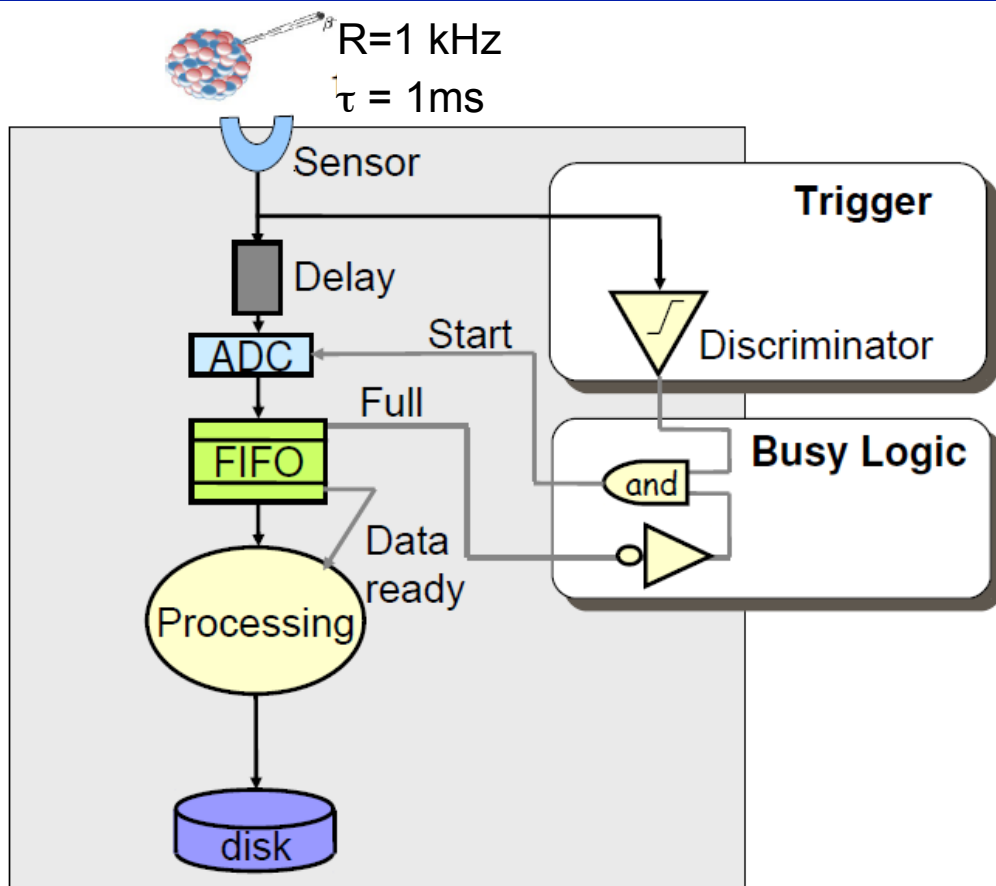 β
R=1 kHz
τ = 1ms
Sensor
Trigger
Delay
Start
Discriminator
ADC
Full
Busy Logic
FIFO
and
Data
ready
Processing
disk